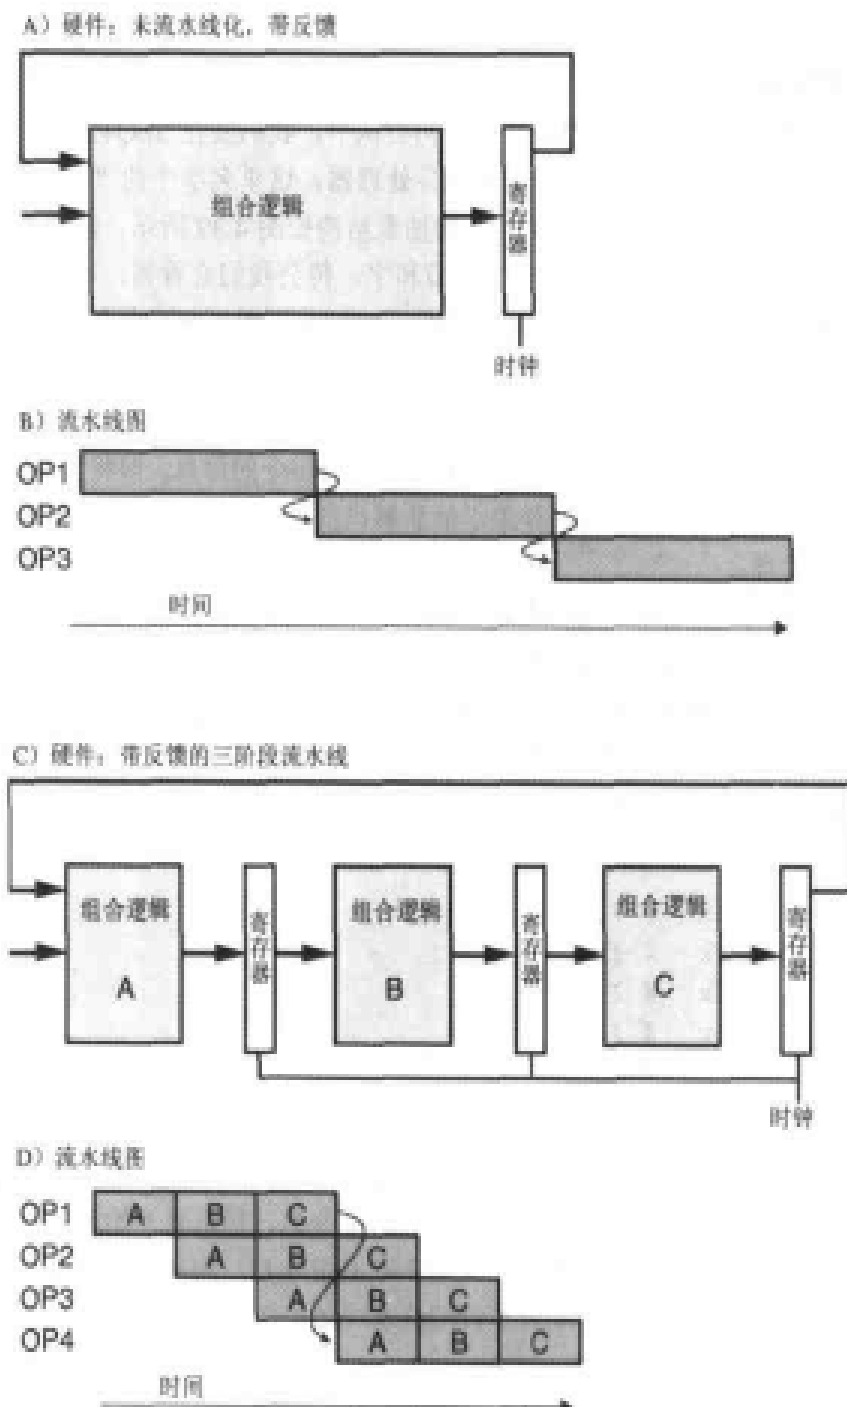 A）硬件：未流水线化，带反馈
组合逻辑
寄存器
时钟
B）流水线图
OP1
OP2
OP3
时间
C）硬件：带反馈的三阶段流水线
组合逻辑
A
寄存器
组合逻辑
B
寄存器
组合逻辑
C
寄存器
时钟
D）流水线图
OP1 A B C
OP2 A B C
OP3 A B C
OP4 A B C
时间